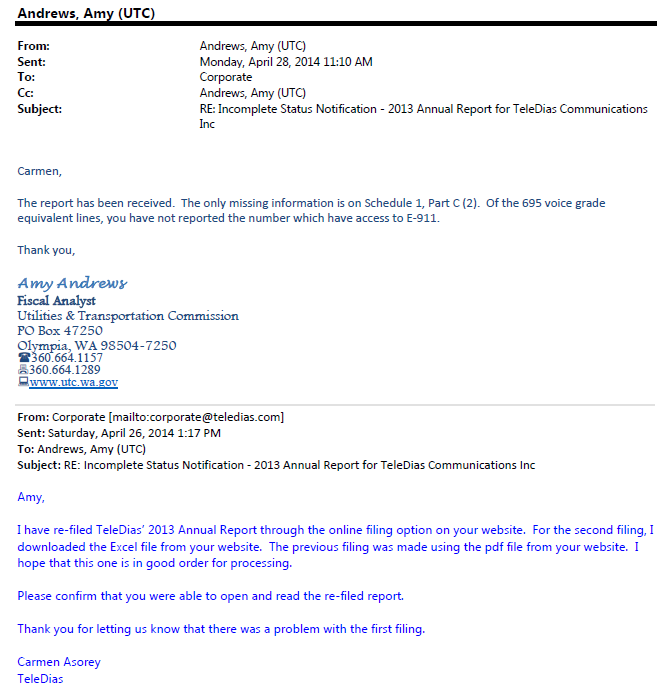 Andrews, Amy (UTC)
From: Andrews, Amy (UTC)
Sent: Monday, April 28, 2014 11:10 AM
To: Corporate
Cc: Andrews, Amy (UTC)
Subject: RE: Incomplete Status Notification - 2013 Annual Report for TeleDias Communications
Inc
Carmen,
The report has been received.  The only missing information is on Schedule 1, Part C (2).  Of the 695 voice grade
equivalent lines, you have not reported the number which have access to E-911.
Thank you,
Amy Andrews
Fiscal Analyst
Utilities & Transportation Commission
PO Box 47250
Olympia, WA 98504-7250
☎360.664.1157
360.664.1289
www.utc.wa.gov
From: Corporate [mailto:corporate@teledias.com]
Sent: Saturday, April 26, 2014 1:17 PM
To: Andrews, Amy (UTC)
Subject: RE: Incomplete Status Notification - 2013 Annual Report for TeleDias Communications Inc
Amy,
I have re-filed TeleDias’ 2013 Annual Report through the online filing option on your website.  For the second filing, I
downloaded the Excel file from your website.  The previous filing was made using the pdf file from your website.  I
hope that this one is in good order for processing.
Please confirm that you were able to open and read the re-filed report.
Thank you for letting us know that there was a problem with the first filing.
Carmen Asorey
TeleDias